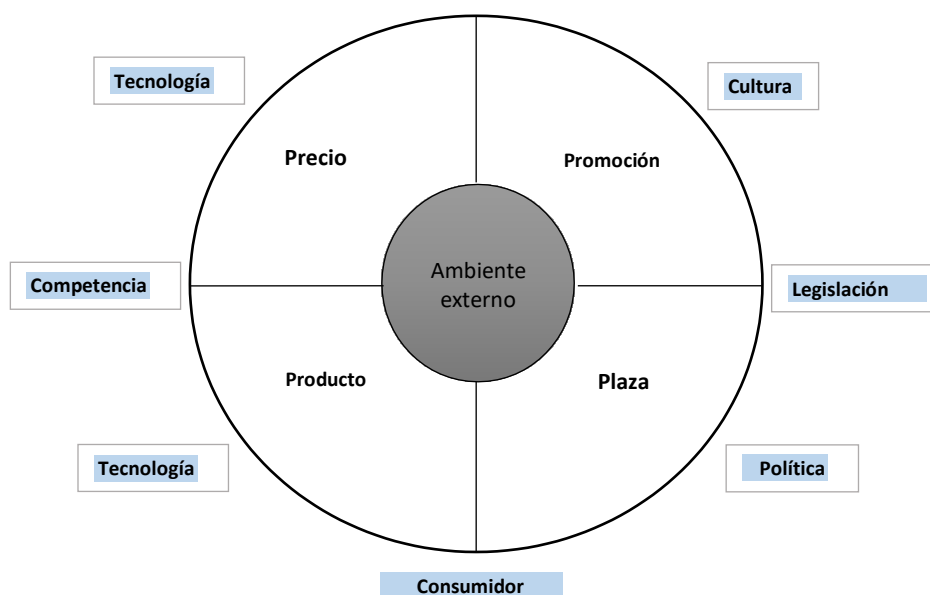 Tecnología
Cultura
Precio
Promoción
Ambiente
externo
Competencia
Legislación
Producto
Plaza
Tecnología
Política
Consumidor